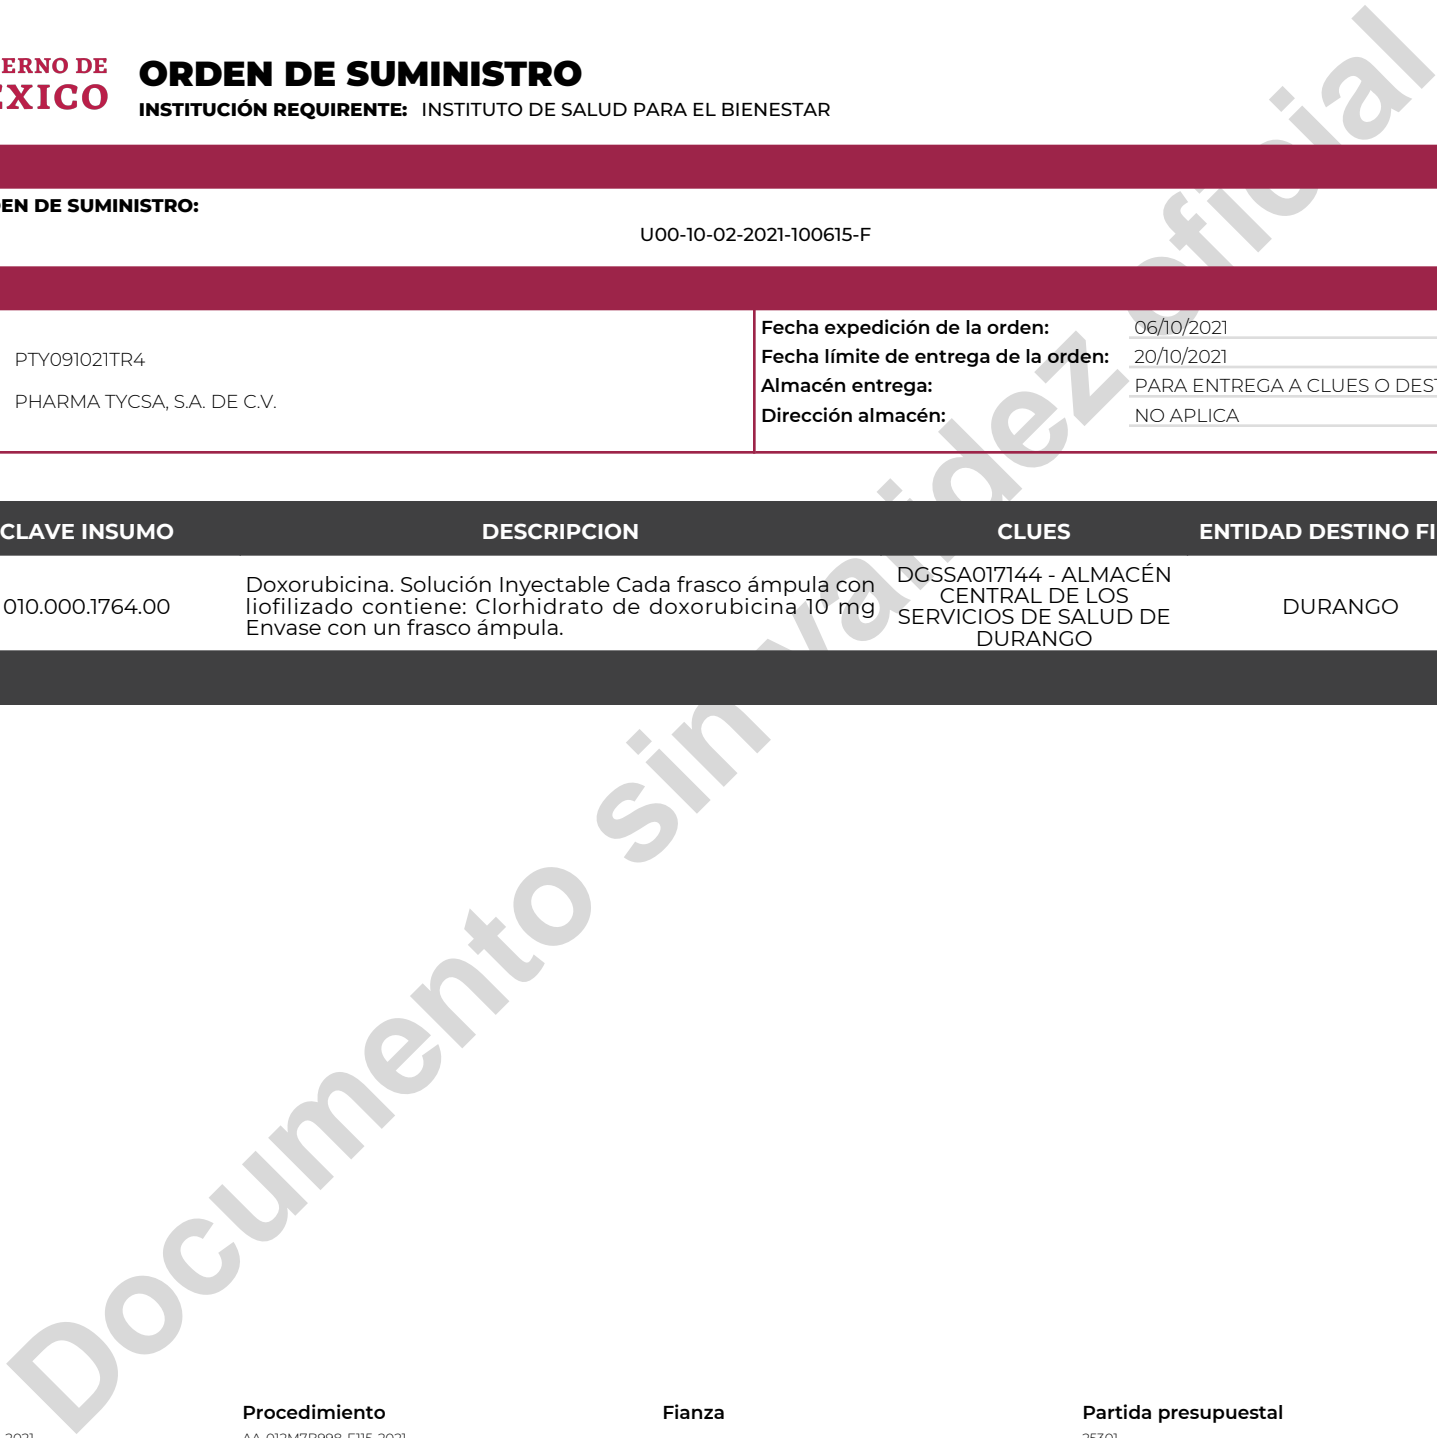 ERNO DE
ORDEN DE SUMINISTRO
XICO
INSTITUCIÓN REQUIRENTE: INSTITUTO DE SALUD PARA EL BIENESTAR
EN DE SUMINISTRO:
U00-10-02-2021-100615-F
PTY091021TR4
PHARMA TYCSA, S.A. DE C.V.
Fecha expedición de la orden: 06/10/2021
Fecha límite de entrega de la orden: 20/10/2021
Almacén entrega: PARA ENTREGA A CLUES O DEST
Dirección almacén: NO APLICA
CLAVE INSUMO DESCRIPCION CLUES ENTIDAD DESTINO FI
010.000.1764.00
Doxorubicina. Solución Inyectable Cada frasco ámpula con
liofilizado contiene: Clorhidrato de doxorubicina 10 mg
Envase con un frasco ámpula.
DGSSA017144 - ALMACÉN
CENTRAL DE LOS
SERVICIOS DE SALUD DE
DURANGO
DURANGO
Documento sin validez oficial
Procedimiento Fianza Partida presupuestal